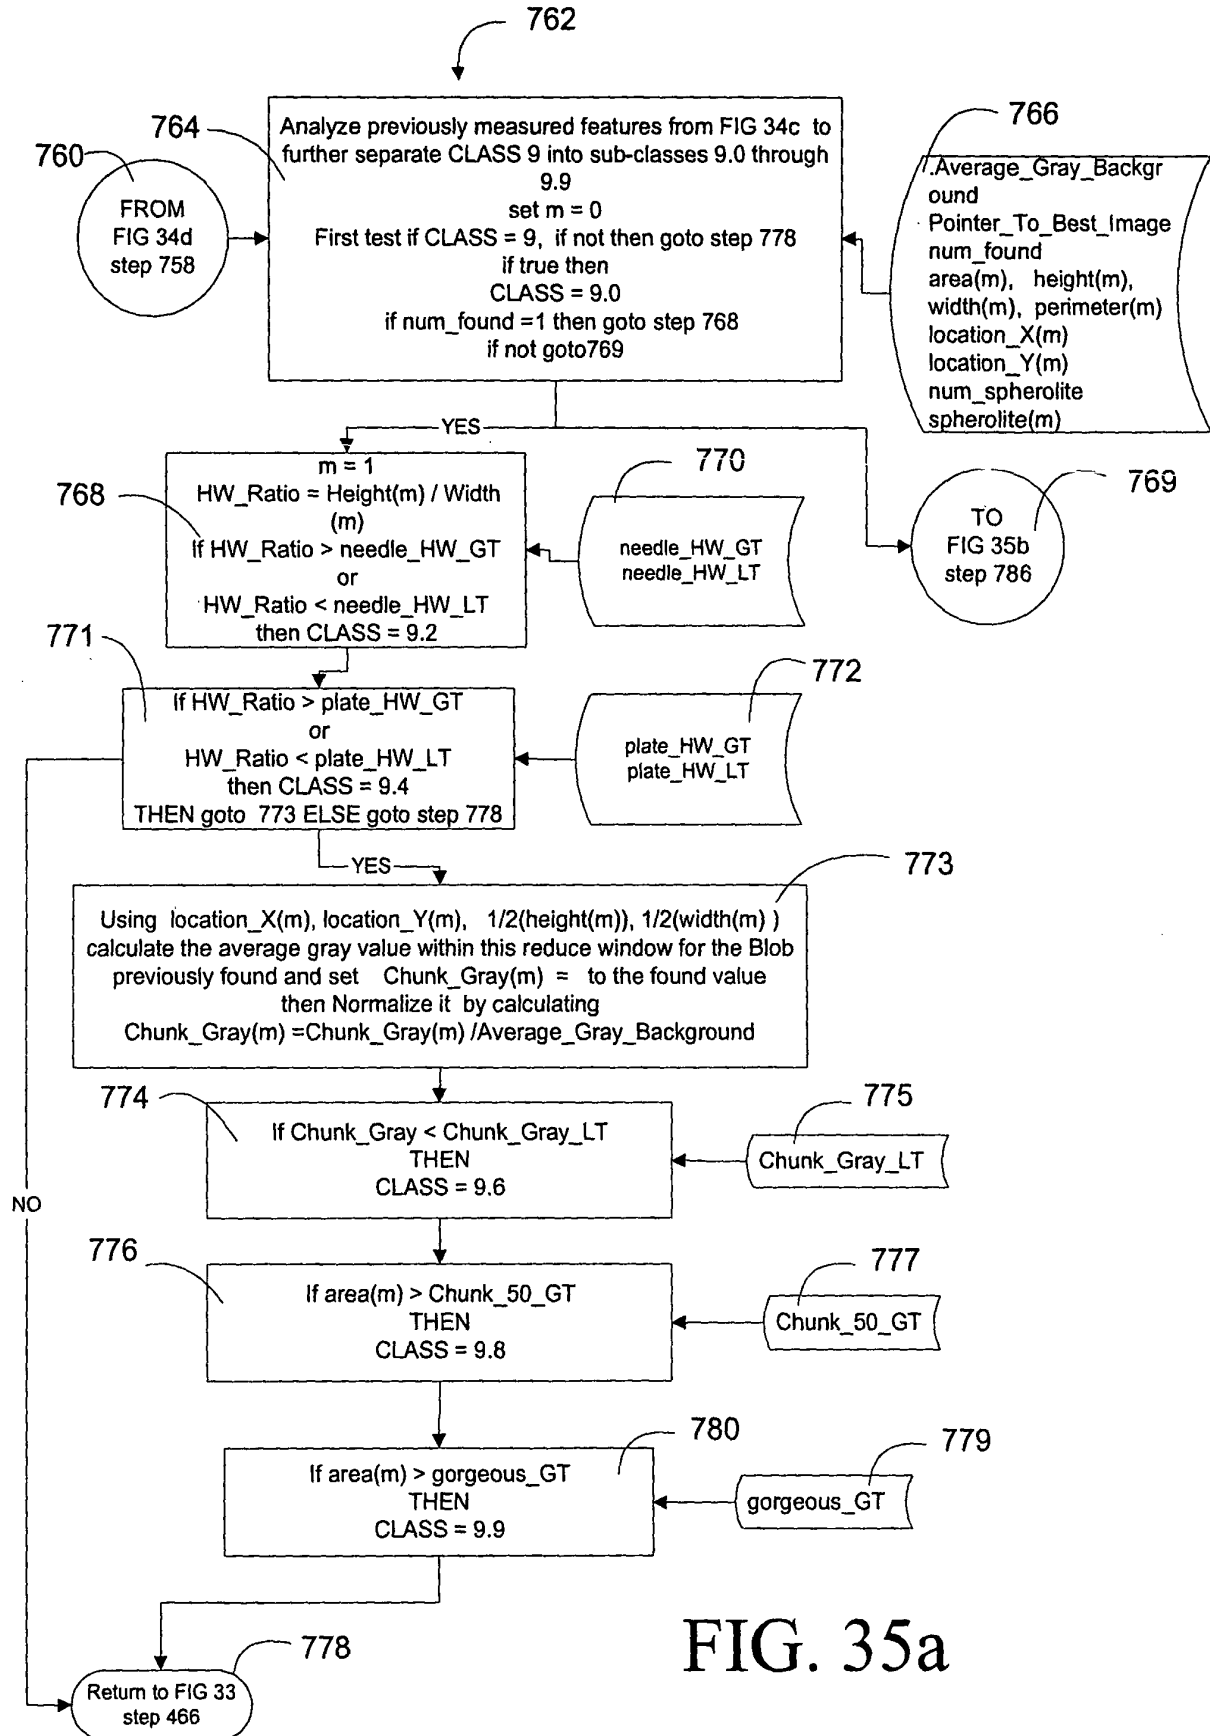 762
764
Analyze previously measured features from FIG 34c to
further separate CLASS 9 into sub-classes 9.0 through
9.9
set m = 0
First test if CLASS = 9, if not then goto step 778
if true then
CLASS = 9.0
if num_found =1 then goto step 768
if not goto769
760
FROM
FIG 34d
step 758
766
.Average_Gray_Backgr
ound
Pointer_To_Best_Image
num_found
area(m), height(m),
width(m), perimeter(m)
location_X(m)
location_Y(m)
num_spherolite
spherolite(m)
YES
768
m = 1
HW_Ratio = Height(m) / Width
(m)
If HW_Ratio > needle_HW_GT
or
HW_Ratio < needle_HW_LT
then CLASS = 9.2
770
needle_HW_GT
needle_HW_LT
769
TO
FIG 35b
step 786
771
If HW_Ratio > plate_HW_GT
or
HW_Ratio < plate_HW_LT
then CLASS = 9.4
THEN goto 773 ELSE goto step 778
772
plate_HW_GT
plate_HW_LT
YES
773
Using location_X(m), location_Y(m), 1/2(height(m)), 1/2(width(m) )
calculate the average gray value within this reduce window for the Blob
previously found and set Chunk_Gray(m) = to the found value
then Normalize it by calculating
Chunk_Gray(m) =Chunk_Gray(m) /Average_Gray_Background
774
If Chunk_Gray < Chunk_Gray_LT
THEN
CLASS = 9.6
775
Chunk_Gray_LT
NO
776
If area(m) > Chunk_50_GT
THEN
CLASS = 9.8
777
Chunk_50_GT
780
If area(m) > gorgeous_GT
THEN
CLASS = 9.9
779
gorgeous_GT
778
Return to FIG 33
step 466
FIG. 35a